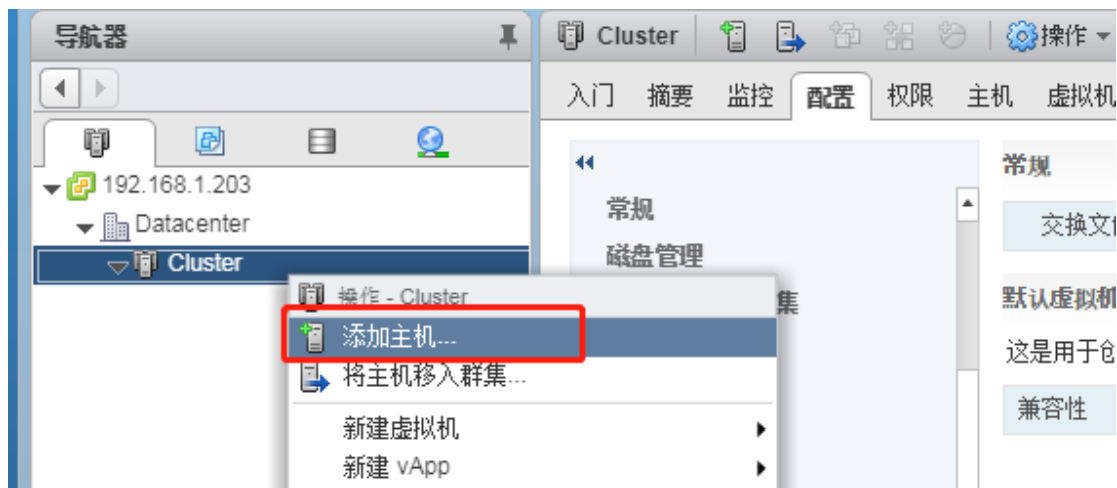 导航器
192.168.1.203
Datacenter
Cluster
操作 - Cluster
添加主机...
将主机移入群集...
新建虚拟机
新建 vApp
Cluster 操作
入门 摘要 监控 配置 权限 主机 虚拟机
常规
磁盘管理
集
常规
交换文
默认虚拟机
这是用于创
兼容性